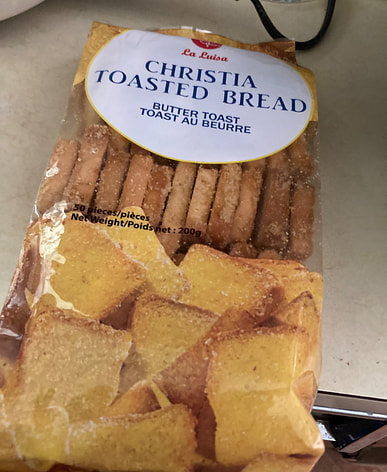 La Luisa
CHRISTIA
TOASTED BREAD
BUTTER TOAST
TOAST AU BEURRE
50 pieces/pièces
Net Weight/Poids net : 200g